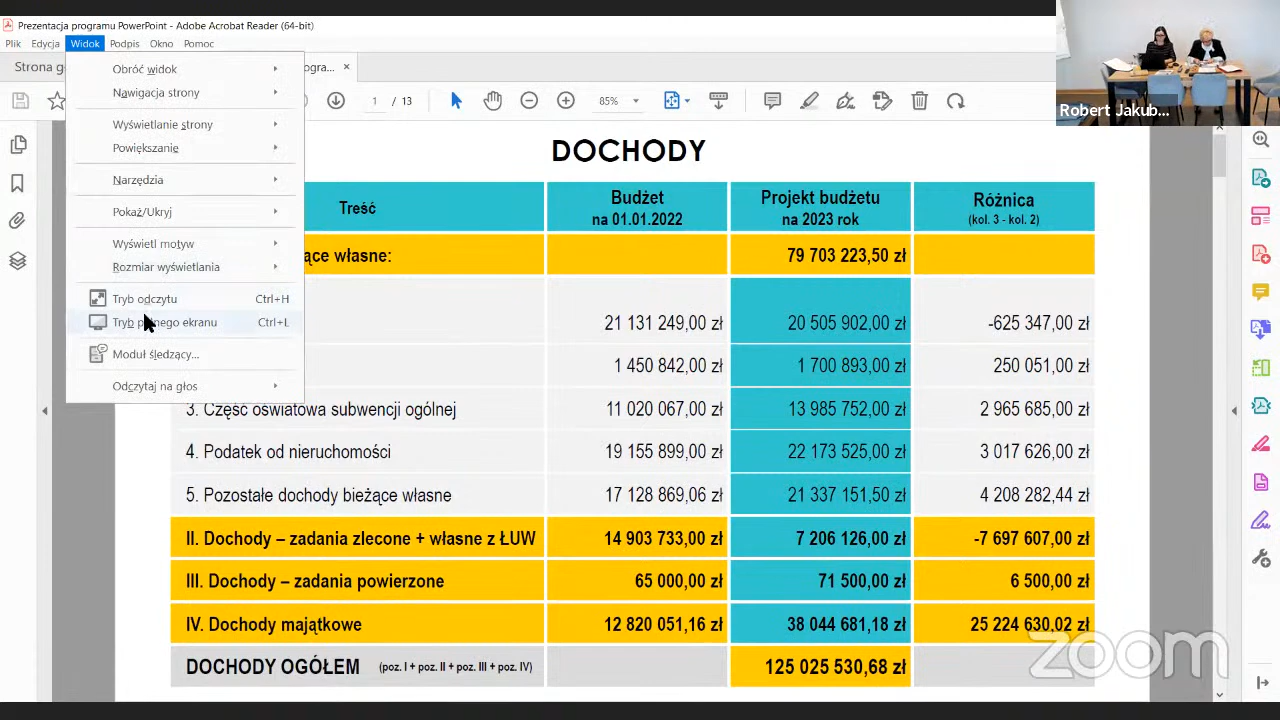 Prezentacja programu PowerPoint - Adobe Acrobat Reader (64-bit)
Plik Edycja Widok Podpis Okno Pomoc
Strona
Obróć widok
Nawigacja strony
Wyświetlanie strony
Powiększanie
Narzędzia
Pokaż/Ukryj
Wyświetl motyw
Rozmiar wyświetlania
Tryb odczytu Ctrl+H
Tryb pełnego ekranu Ctrl+L
Moduł śledzący...
Odczytaj na głos
1 / 13 85%
Robert Jakub...
DOCHODY
Treść Budżet na 01.01.2022 Projekt budżetu na 2023 rok Różnica (kol. 3 - kol. 2)
własne: 79 703 223,50 zł
21 131 249,00 zł 20 505 902,00 zł -625 347,00 zł
1 450 842,00 zł 1 700 893,00 zł 250 051,00 zł
3. Część oświatowa subwencji ogólnej 11 020 067,00 zł 13 985 752,00 zł 2 965 685,00 zł
4. Podatek od nieruchomości 19 155 899,00 zł 22 173 525,00 zł 3 017 626,00 zł
5. Pozostałe dochody bieżące własne 17 128 869,06 zł 21 337 151,50 zł 4 208 282,44 zł
II. Dochody – zadania zlecone + własne z ŁUW 14 903 733,00 zł 7 206 126,00 zł -7 697 607,00 zł
III. Dochody – zadania powierzone 65 000,00 zł 71 500,00 zł 6 500,00 zł
IV. Dochody majątkowe 12 820 051,16 zł 38 044 681,18 zł 25 224 630,02 zł
DOCHODY OGÓŁEM (poz. I + poz. II + poz. III + poz. IV) 125 025 530,68 zł
zoom